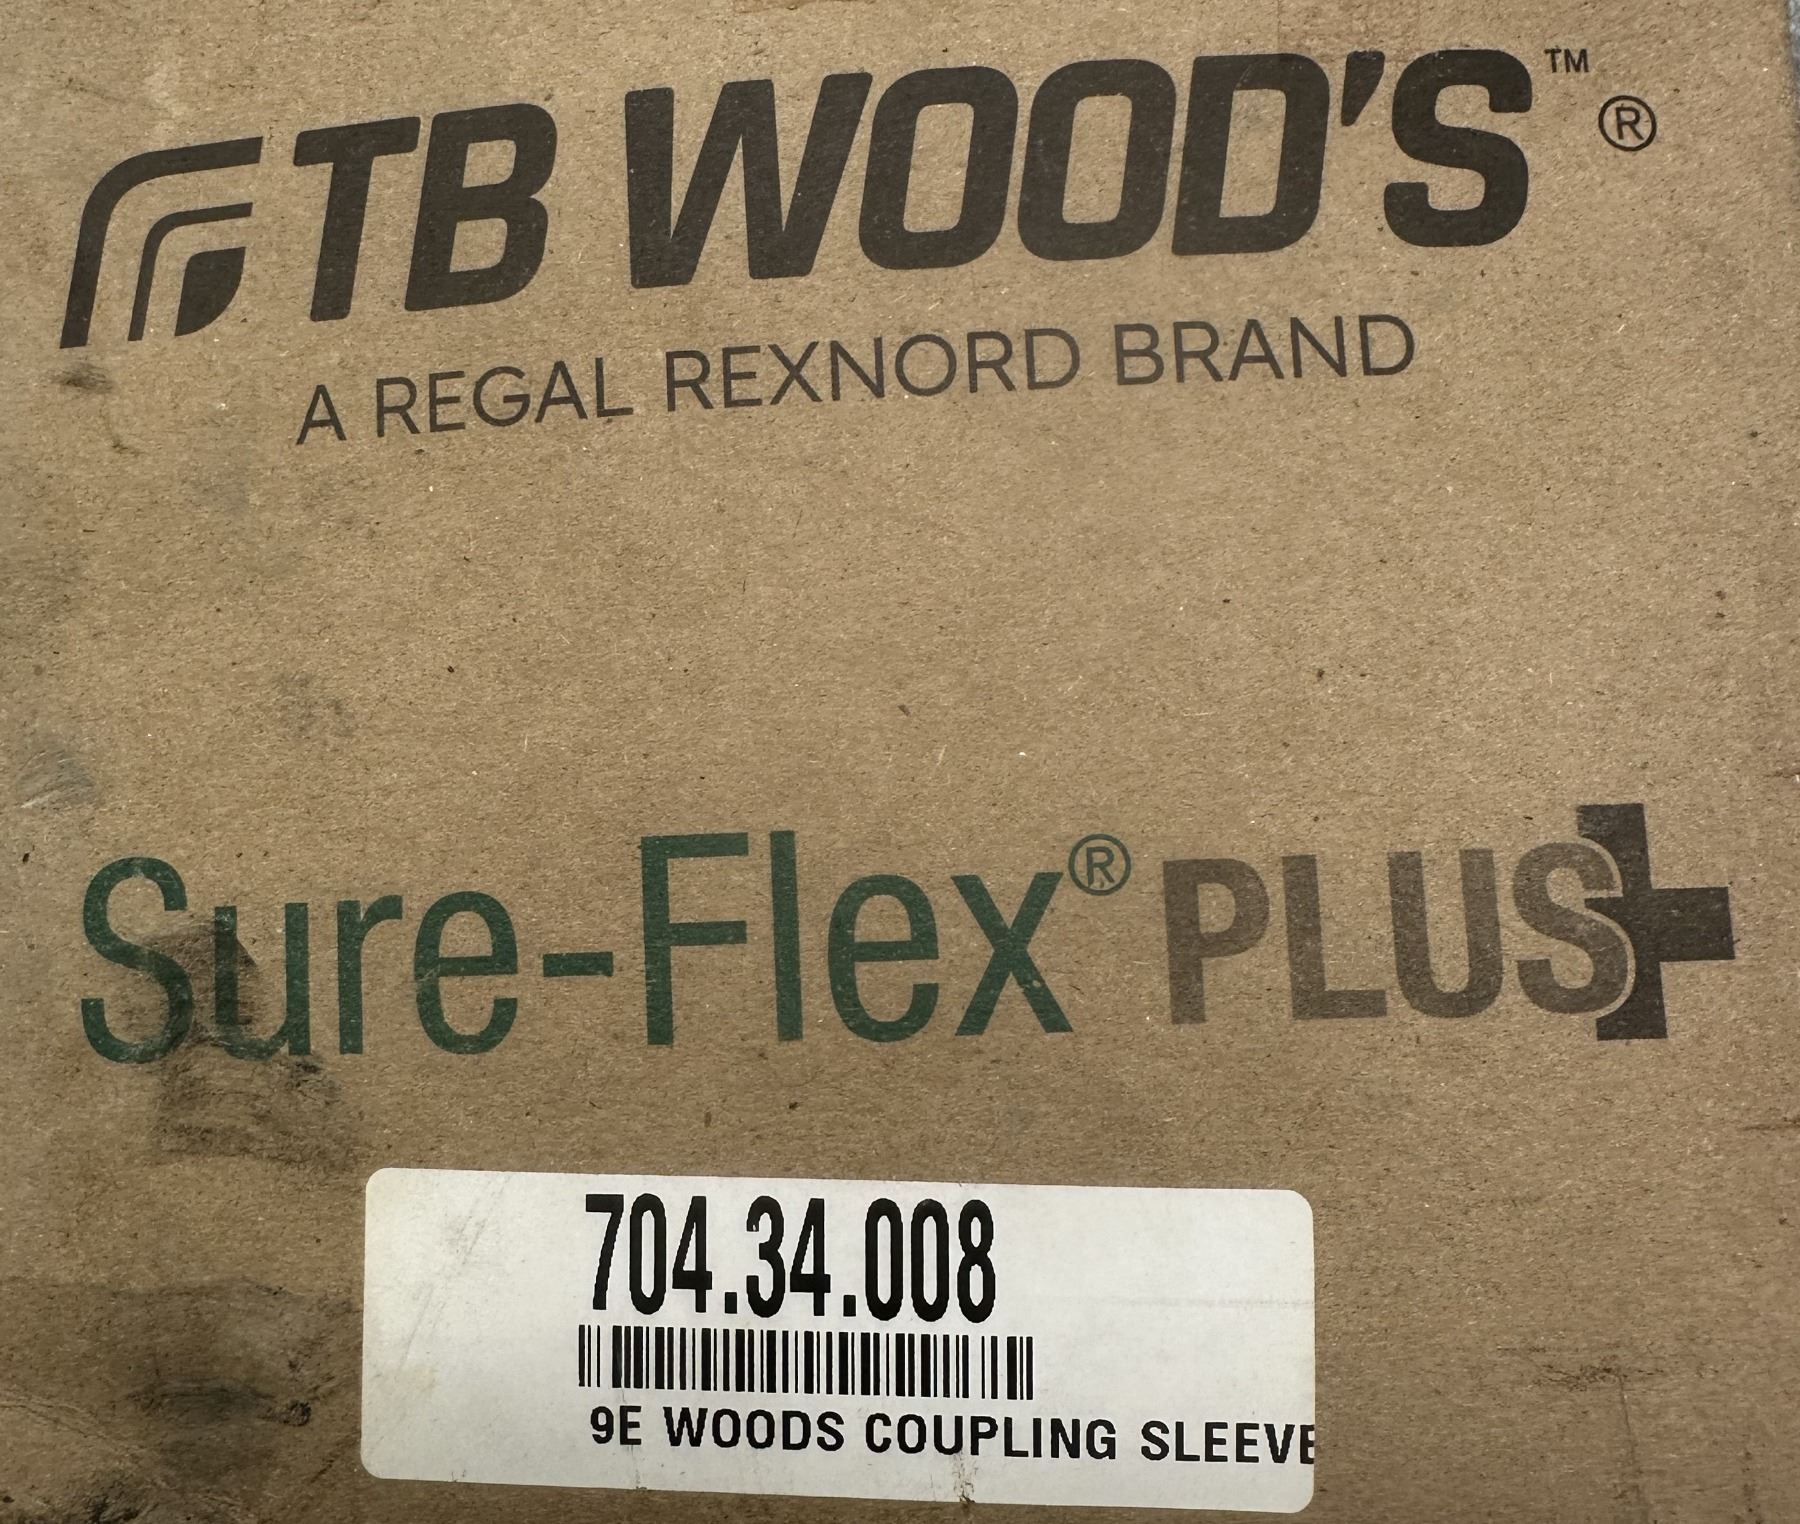 TB WOOD'S™ ®
A REGAL REXNORD BRAND
Sure-Flex® PLUS+
704.34.008
9E WOODS COUPLING SLEEVE